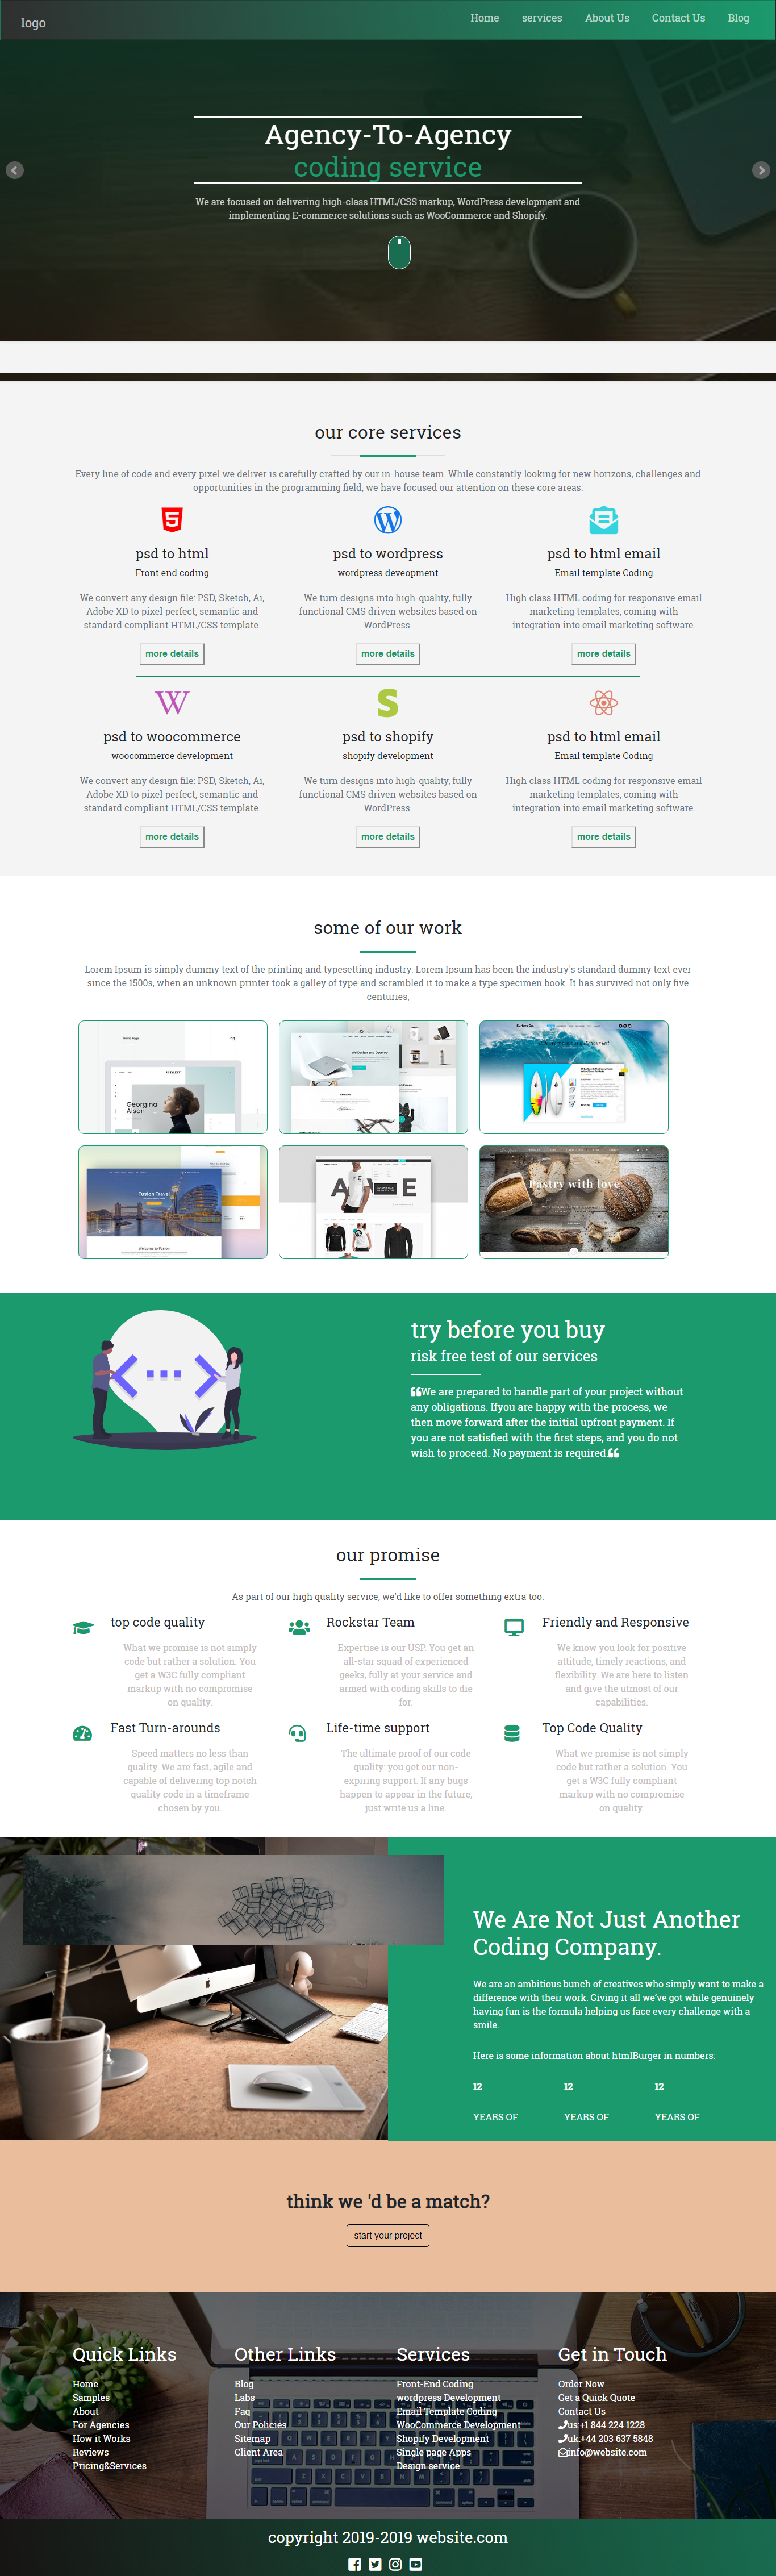 logo
Home services About Us Contact Us Blog
Agency-To-Agency
coding service
We are focused on delivering high-class HTML/CSS markup, WordPress development and
implementing E-commerce solutions such as WooCommerce and Shopify.
our core services
Every line of code and every pixel we deliver is carefully crafted by our in-house team. While constantly looking for new horizons, challenges and
opportunities in the programming field, we have focused our attention on these core areas:
psd to html
Front end coding
We convert any design file: PSD, Sketch, Ai,
Adobe XD to pixel perfect, semantic and
standard compliant HTML/CSS template.
more details
psd to wordpress
wordpress deveopment
We turn designs into high-quality, fully
functional CMS driven websites based on
WordPress.
more details
psd to html email
Email template Coding
High class HTML coding for responsive email
marketing templates, coming with
integration into email marketing software.
more details
psd to woocommerce
woocommerce development
We convert any design file: PSD, Sketch, Ai,
Adobe XD to pixel perfect, semantic and
standard compliant HTML/CSS template.
more details
psd to shopify
shopify development
We turn designs into high-quality, fully
functional CMS driven websites based on
WordPress.
more details
psd to html email
Email template Coding
High class HTML coding for responsive email
marketing templates, coming with
integration into email marketing software.
more details
some of our work
Lorem Ipsum is simply dummy text of the printing and typesetting industry. Lorem Ipsum has been the industry's standard dummy text ever
since the 1500s, when an unknown printer took a galley of type and scrambled it to make a type specimen book. It has survived not only five
centuries,
Georgina
Alson
We Design and Develop
Surfers Co.
Fusion Travel
Welcome to Fusion
Pastry with love
try before you buy
risk free test of our services
We are prepared to handle part of your project without
any obligations. Ifyou are happy with the process, we
then move forward after the initial upfront payment. If
you are not satisfied with the first steps, and you do not
wish to proceed. No payment is required.
our promise
As part of our high quality service, we'd like to offer something extra too.
top code quality
What we promise is not simply
code but rather a solution. You
get a W3C fully compliant
markup with no compromise
on quality.
Rockstar Team
Expertise is our USP. You get an
all-star squad of experienced
geeks, fully at your service and
armed with coding skills to die
for.
Friendly and Responsive
We know you look for positive
attitude, timely reactions, and
flexibility. We are here to listen
and give the utmost of our
capabilities.
Fast Turn-arounds
Speed matters no less than
quality. We are fast, agile and
capable of delivering top notch
quality code in a timeframe
chosen by you.
Life-time support
The ultimate proof of our code
quality: you get our non-
expiring support. If any bugs
happen to appear in the future,
just write us a line.
Top Code Quality
What we promise is not simply
code but rather a solution. You
get a W3C fully compliant
markup with no compromise
on quality.
We Are Not Just Another
Coding Company.
We are an ambitious bunch of creatives who simply want to make a
difference with their work. Giving it all we've got while genuinely
having fun is the formula helping us face every challenge with a
smile.
Here is some information about htmlBurger in numbers:
12 12 12
YEARS OF YEARS OF YEARS OF
think we 'd be a match?
start your project
Quick Links
Home
Samples
About
For Agencies
How it Works
Reviews
Pricing&Services
Other Links
Blog
Labs
Faq
Our Policies
Sitemap
Client Area
Services
Front-End Coding
wordpress Development
Email Template Coding
WooCommerce Development
Shopify Development
Single page Apps
Design service
Get in Touch
Order Now
Get a Quick Quote
Contact Us
us:+1 844 224 1228
uk:+44 203 637 5848
info@website.com
copyright 2019-2019 website.com